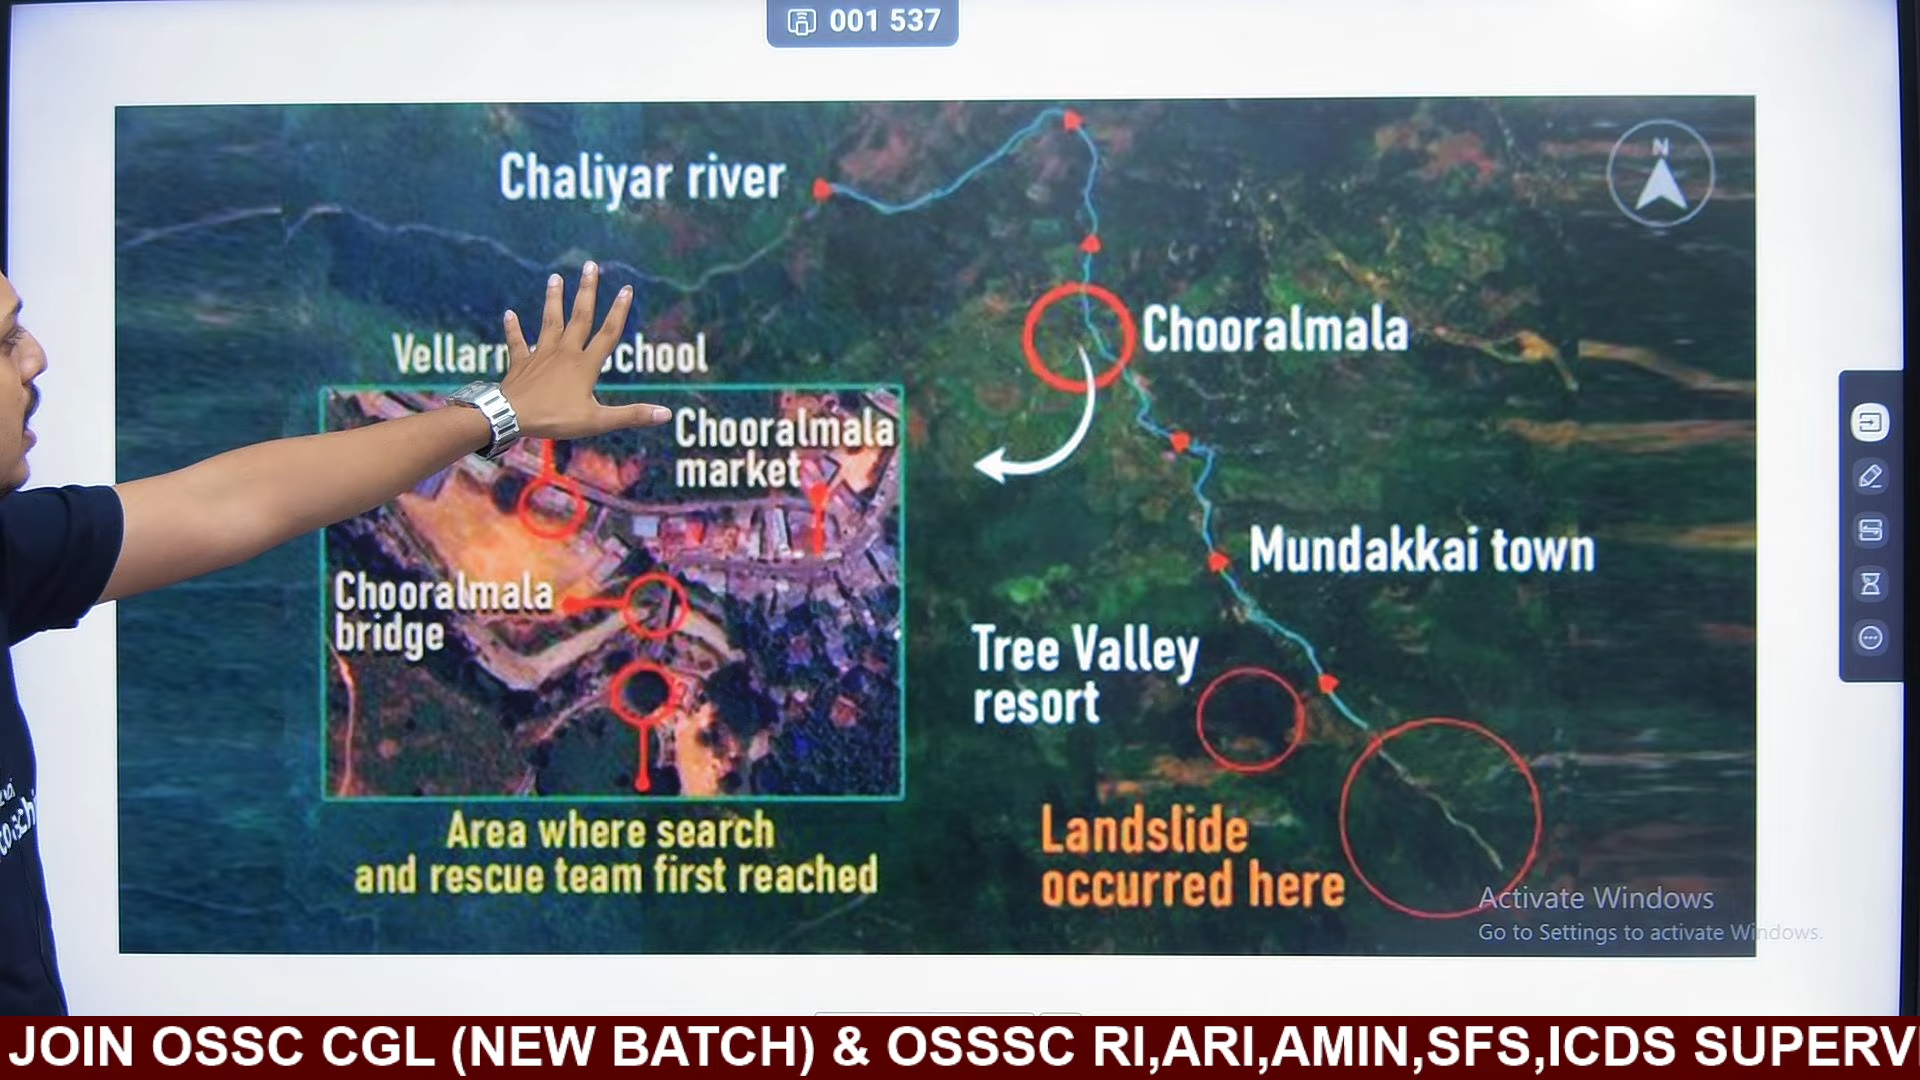 001 537
N
Chaliyar river
Chooralmala
chool
Chooralmala
market
Mundakkai town
Chooralmala
bridge
Tree Valley
resort
Landslide
occurred here
Area where search
and rescue team first reached
Activate Windows
Go to Settings to activate Windows.
JOIN OSSC CGL (NEW BATCH) & OSSSC RI,ARI,AMIN,SFS,ICDS SUPERV